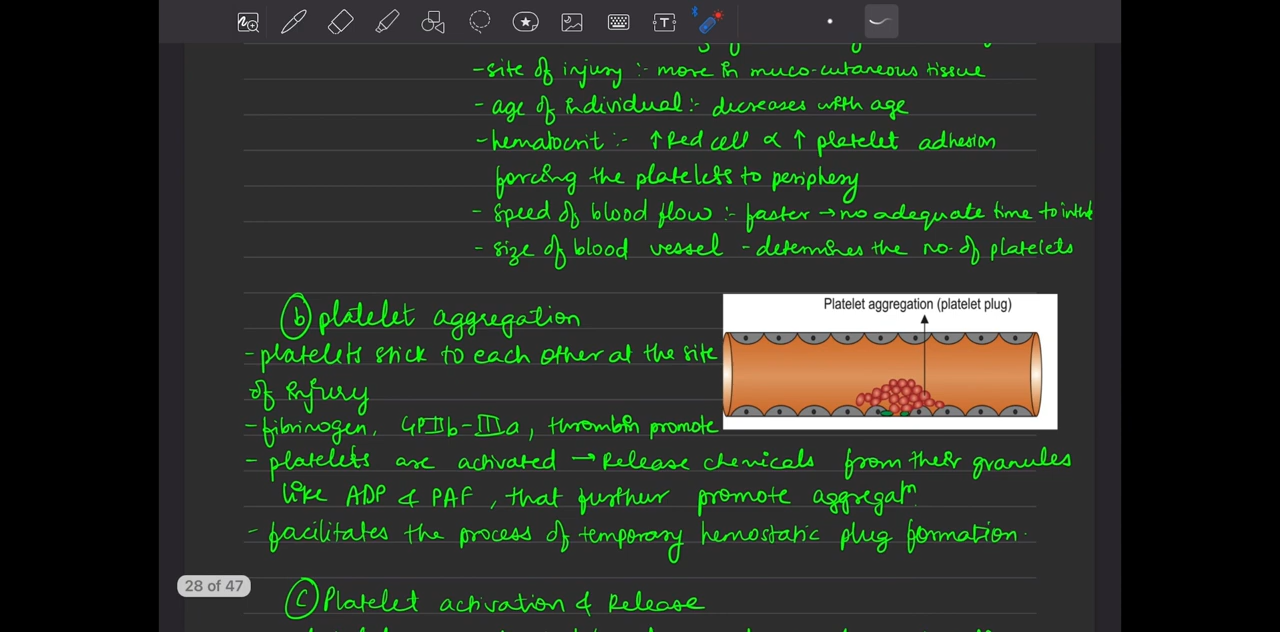 -site of injury :- more in muco-cutaneous tissue
- age of individual :- decreases with age
-hematocrit :- ↑ Red cell ∝ ↑ platelet adhesion
forcing the platelets to periphery
- speed of blood flow :- faster → no adequate time to
- size of blood vessel - determines the no. of platelets
Platelet aggregation (platelet plug)
b platelet aggregation
- platelets stick to each other at the site
of injury
- fibrinogen, GPIIb-IIIa, thrombin promote
- platelets are activated → Release chemicals from their granules
like ADP & PAF, that further promote aggregatn
- facilitates the process of temporary hemostatic plug formation.
28 of 47
c Platelet activation & Release